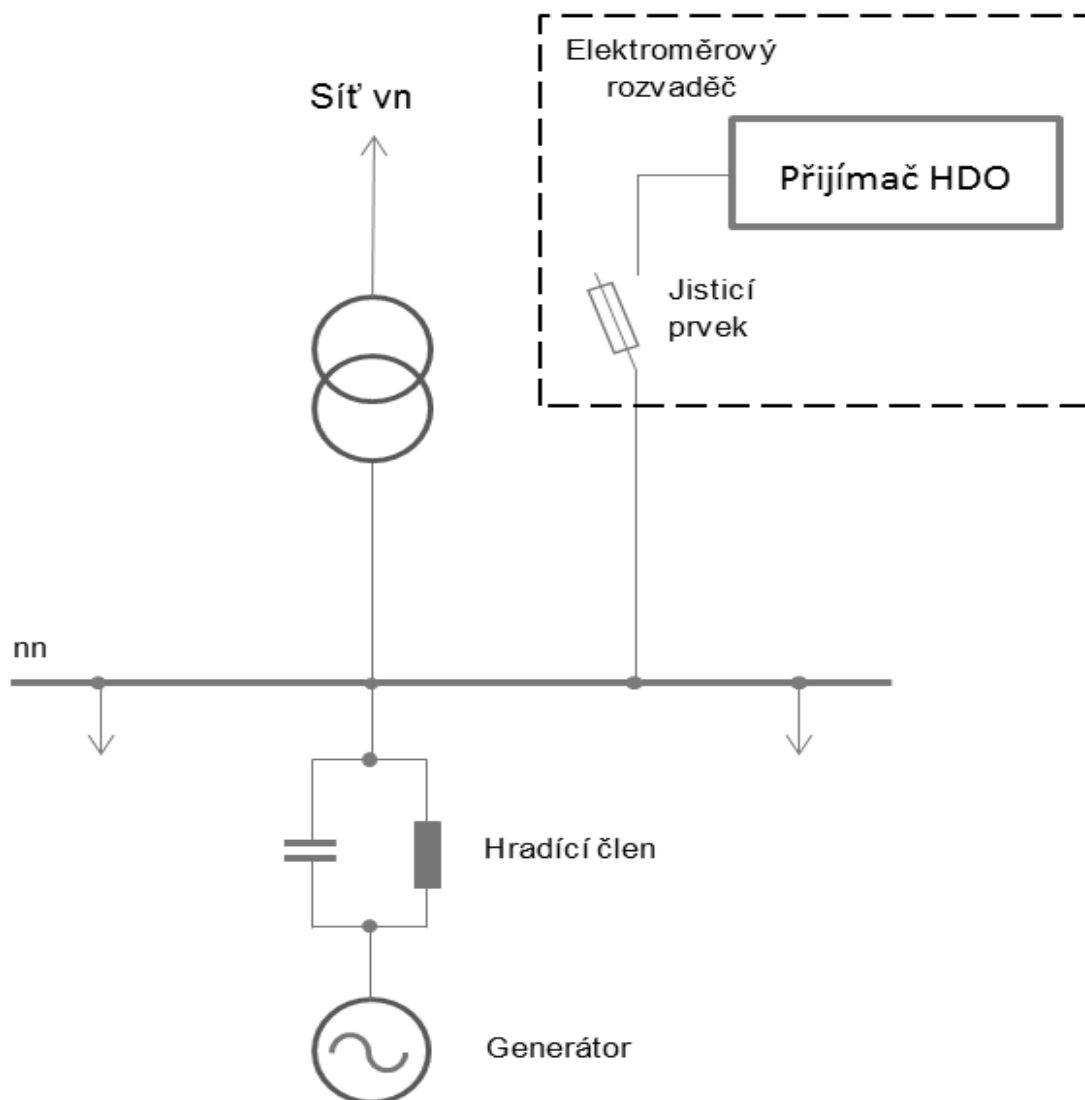 Elektroměrový
rozvaděč
Síť vn
Přijímač HDO
Jisticí
prvek
nn
Hradící člen
Generátor